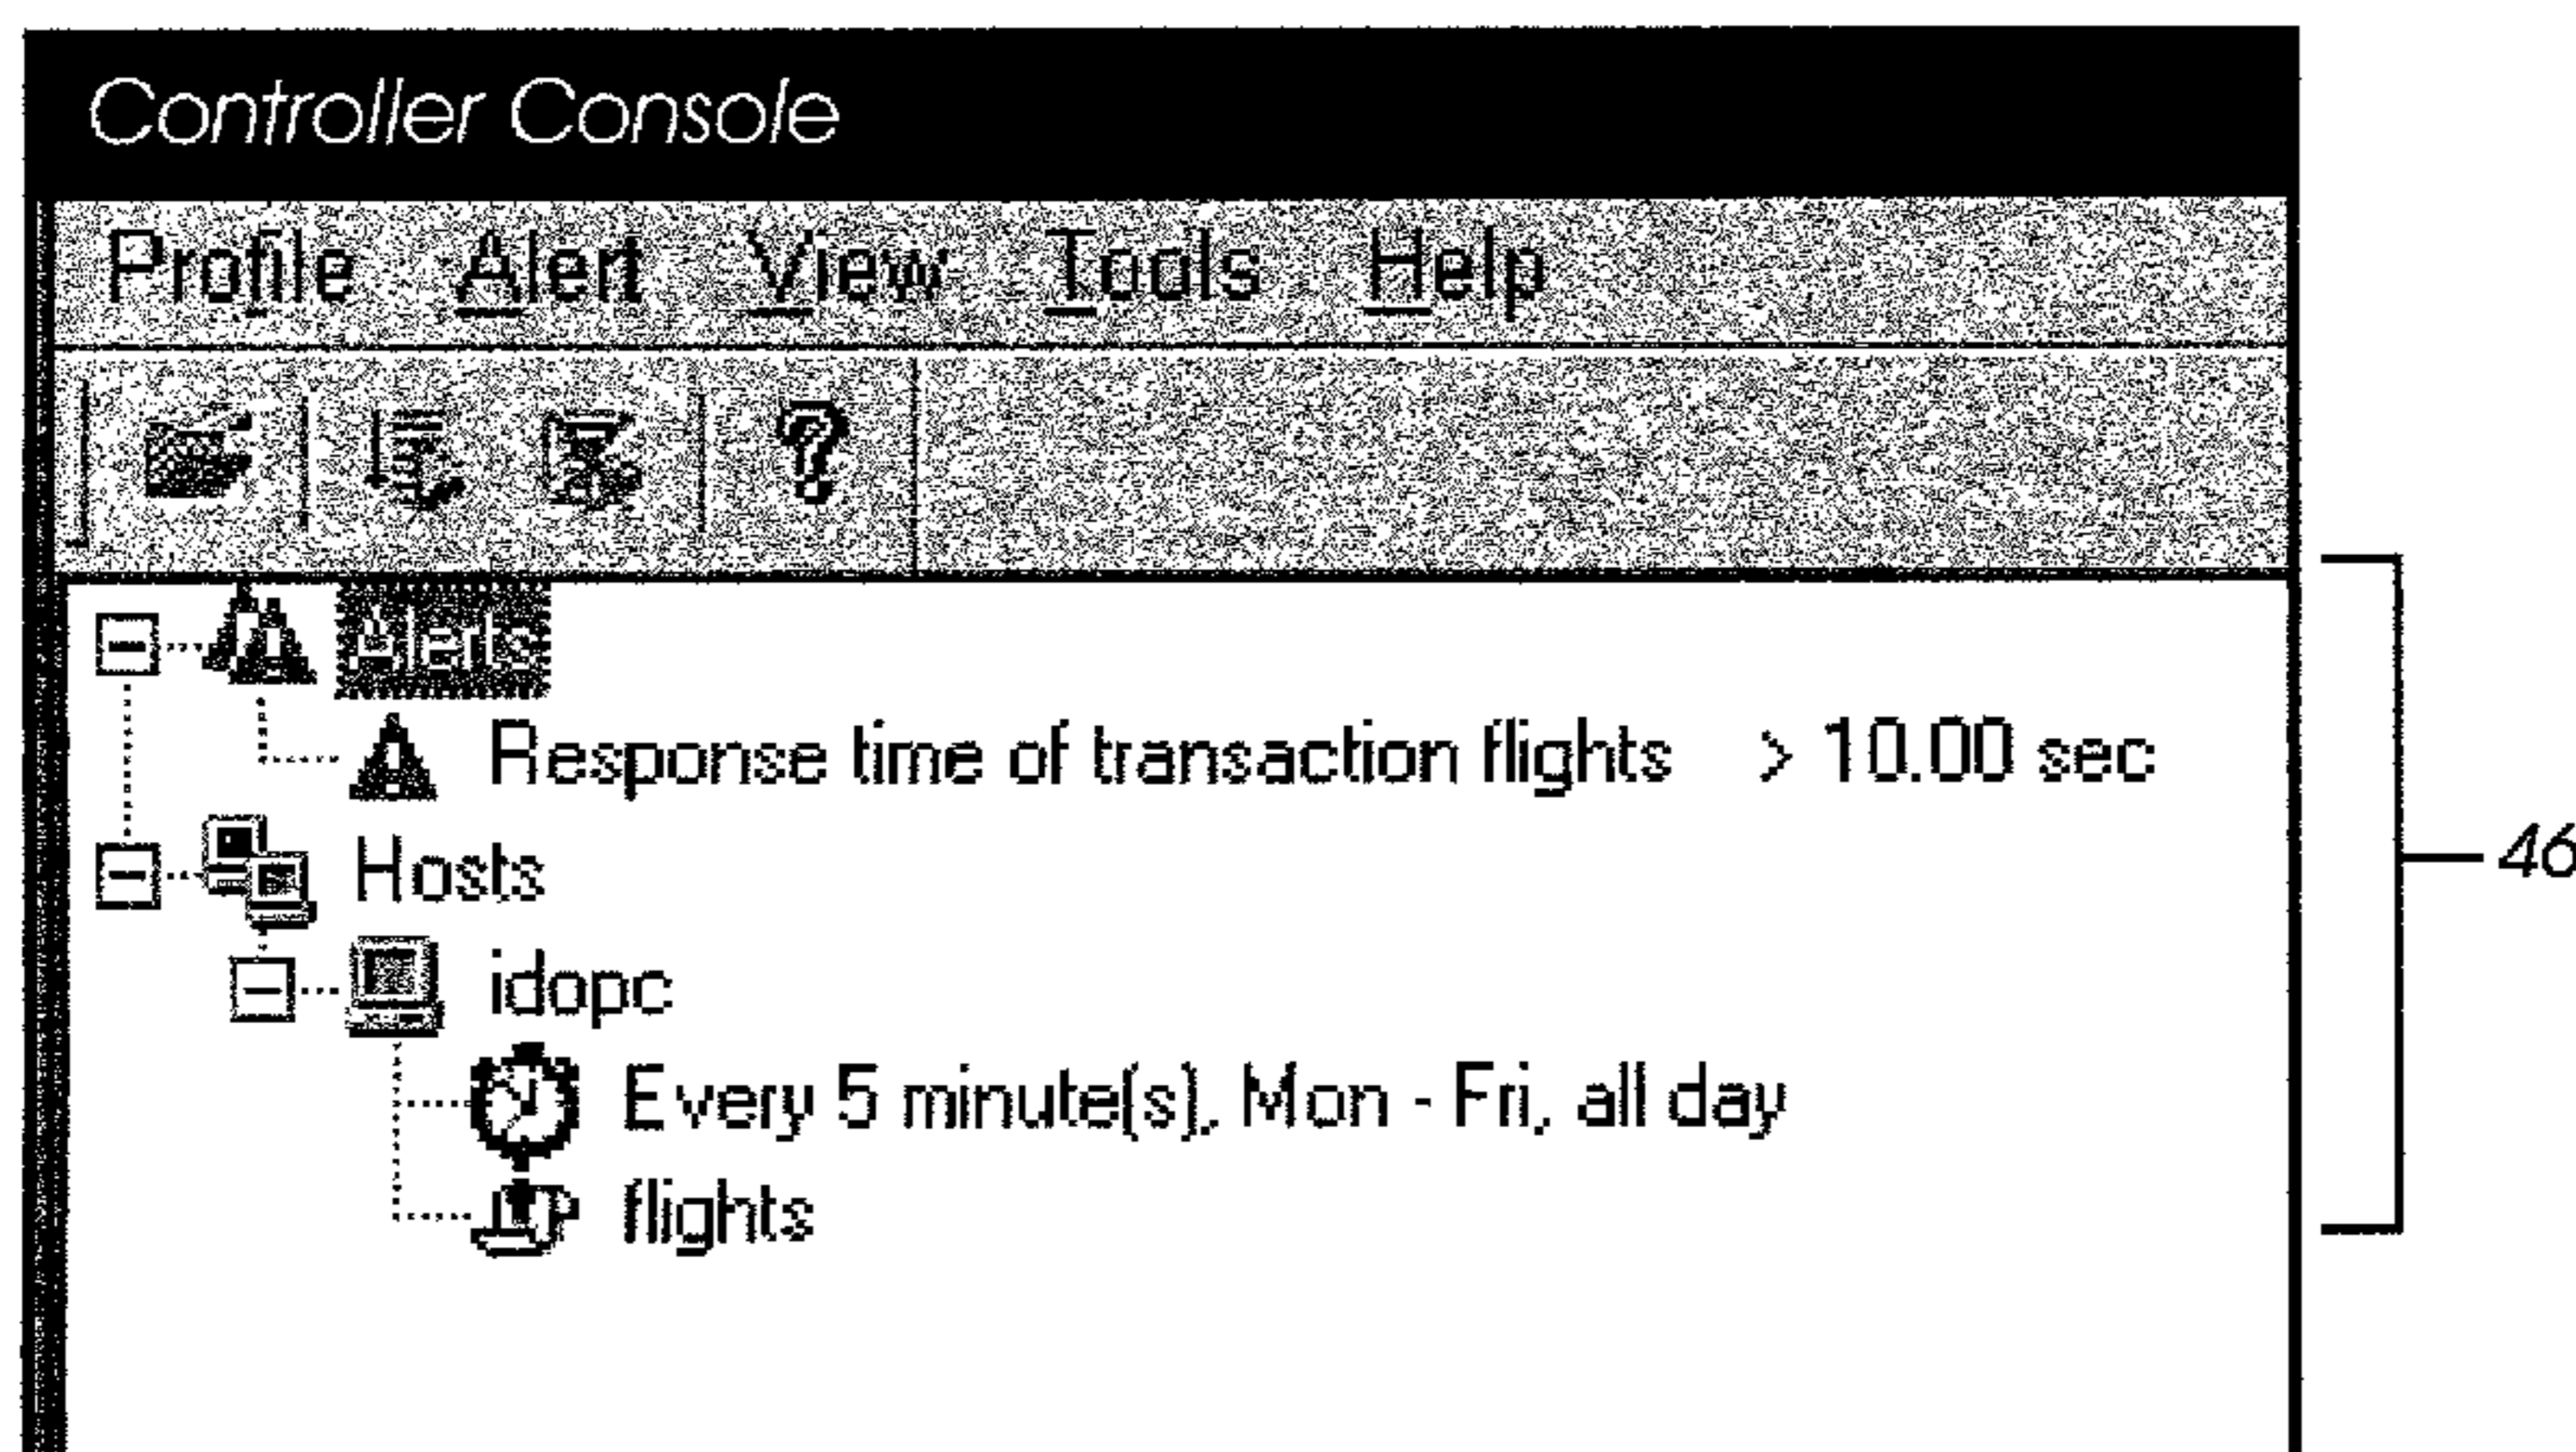 Controller Console
Profile Alert View Tools Help
Alerts
Response time of transaction flights > 10.00 sec
Hosts
46
idopc
Every 5 minute(s), Mon - Fri, all day
flights